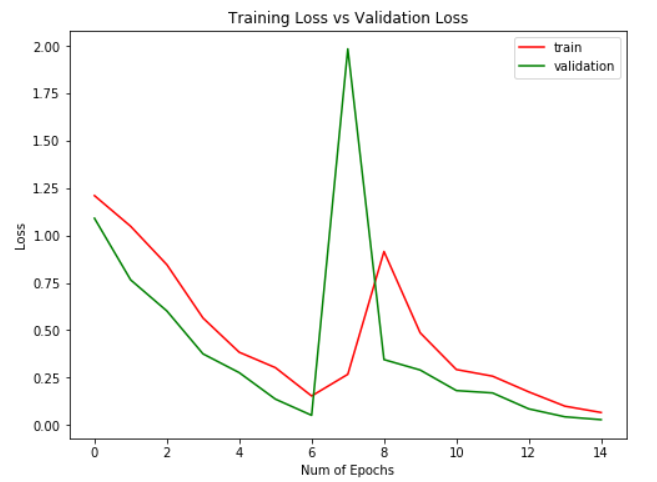 Training Loss vs Validation Loss
train
validation
2.00
1.75
1.50
1.25
1.00
0.75
0.50
0.25
0.00
Loss
0 2 4 6 8 10 12 14
Num of Epochs